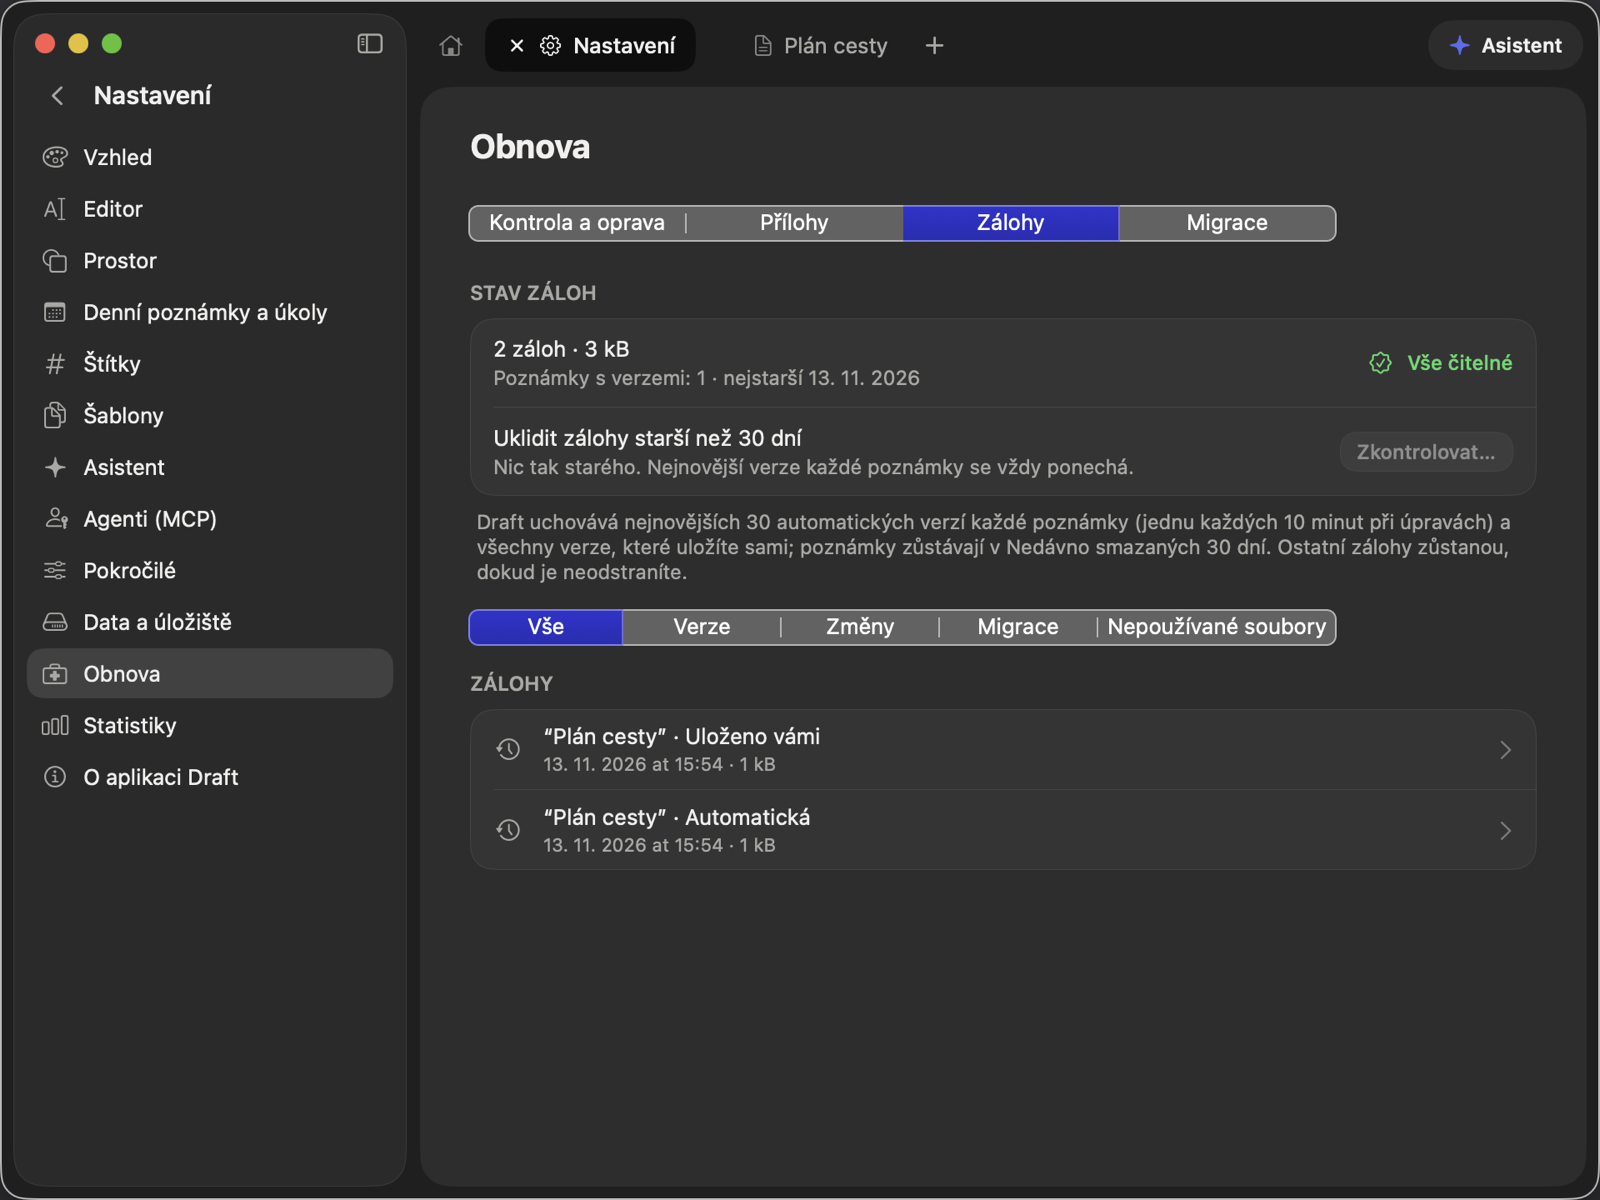 Nastavení
Plán cesty
Asistent
Nastavení
Vzhled
Editor
Prostor
Denní poznámky a úkoly
Štítky
Šablony
Asistent
Agenti (MCP)
Pokročilé
Data a úložiště
Obnova
Statistiky
O aplikaci Draft
Obnova
Kontrola a oprava
Přílohy
Zálohy
Migrace
STAV ZÁLOH
2 záloh · 3 kB
Poznámky s verzemi: 1 · nejstarší 13. 11. 2026
Vše čitelné
Uklidit zálohy starší než 30 dní
Nic tak starého. Nejnovější verze každé poznámky se vždy ponechá.
Zkontrolovat...
Draft uchovává nejnovějších 30 automatických verzí každé poznámky (jednu každých 10 minut při úpravách) a
všechny verze, které uložíte sami; poznámky zůstávají v Nedávno smazaných 30 dní. Ostatní zálohy zůstanou,
dokud je neodstraníte.
Vše
Verze
Změny
Migrace
Nepoužívané soubory
ZÁLOHY
“Plán cesty” · Uloženo vámi
13. 11. 2026 at 15:54 · 1 kB
“Plán cesty” · Automatická
13. 11. 2026 at 15:54 · 1 kB